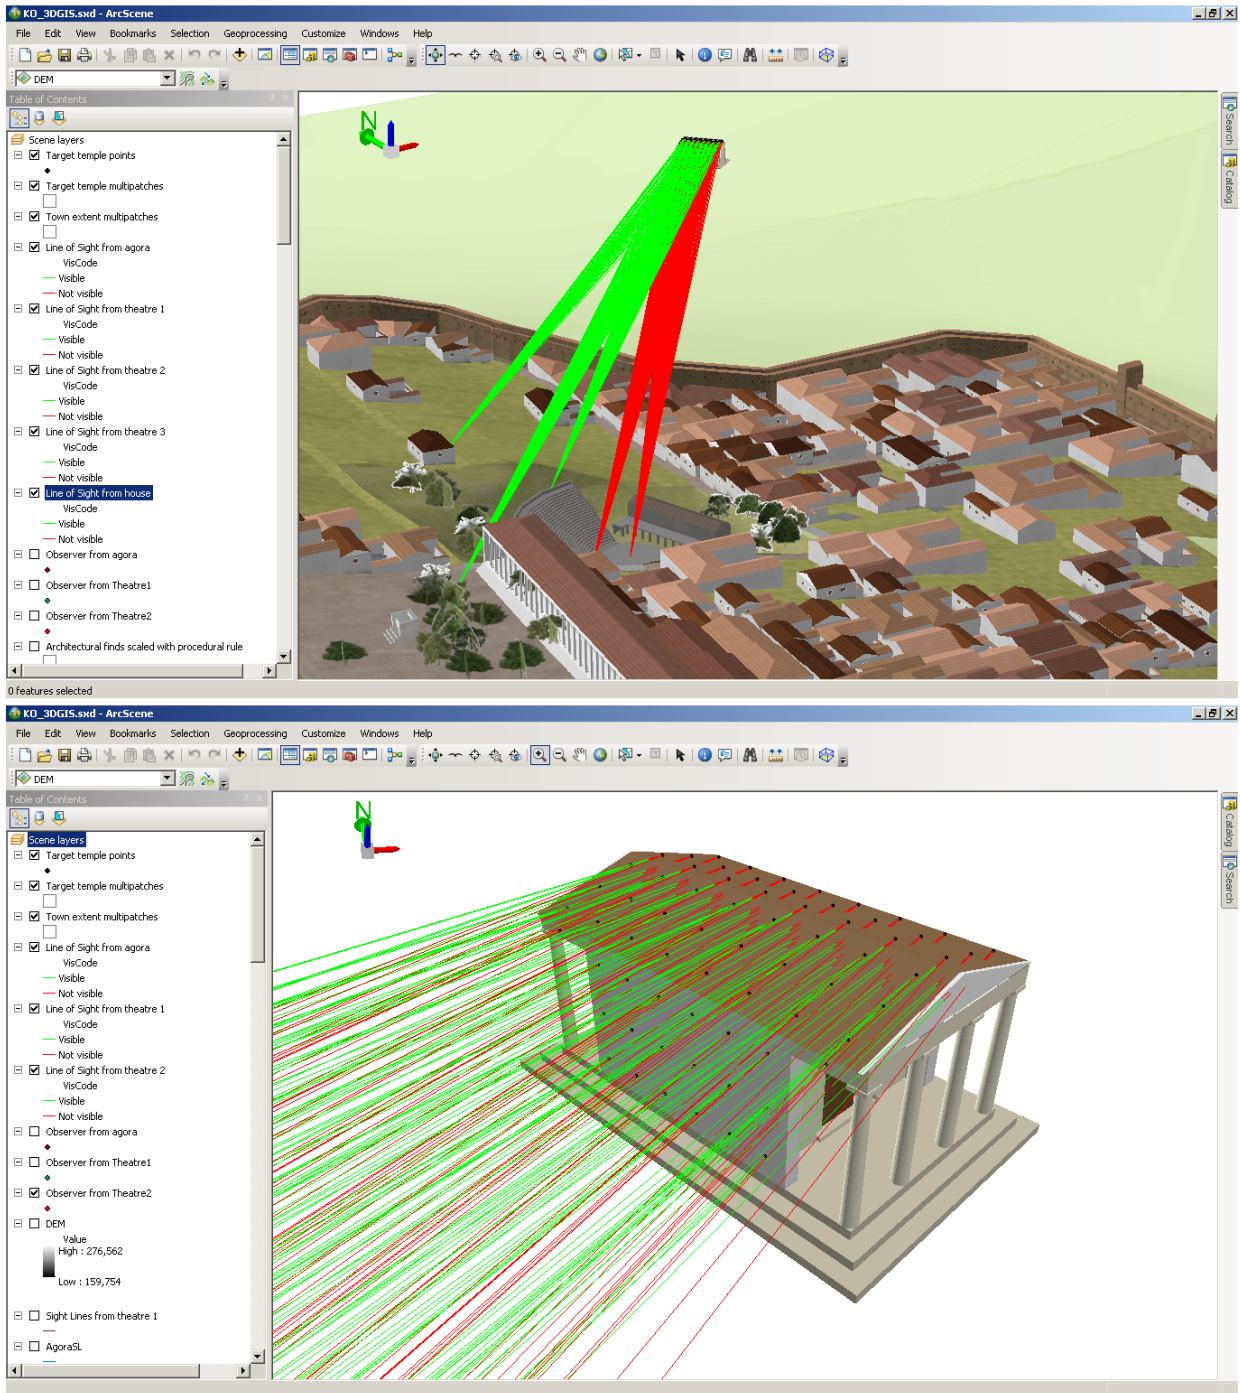 KO_3DGIS.sxd - ArcScene
File Edit View Bookmarks Selection Geoprocessing Customize Windows Help
DEM
Table of Contents
Scene layers
Target temple points
Target temple multipatches
Town extent multipatches
Line of Sight from agora
VisCode
Visible
Not visible
Line of Sight from theatre 1
VisCode
Visible
Not visible
Line of Sight from theatre 2
VisCode
Visible
Not visible
Line of Sight from theatre 3
VisCode
Visible
Not visible
Line of Sight from house
VisCode
Visible
Not visible
Observer from agora
Observer from Theatre1
Observer from Theatre2
Architectural finds scaled with procedural rule
0 features selected
N
Search
Catalog
KO_3DGIS.sxd - ArcScene
File Edit View Bookmarks Selection Geoprocessing Customize Windows Help
DEM
Table of Contents
Scene layers
Target temple points
Target temple multipatches
Town extent multipatches
Line of Sight from agora
VisCode
Visible
Not visible
Line of Sight from theatre 1
VisCode
Visible
Not visible
Line of Sight from theatre 2
VisCode
Visible
Not visible
Observer from agora
Observer from Theatre1
Observer from Theatre2
DEM
Value
High : 276,562
Low : 159,754
Sight Lines from theatre 1
AgoraSL
N
Catalog
Search